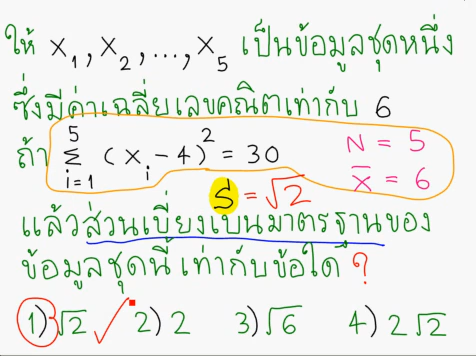 ให้ X₁, X₂, ..., X₅ เป็นข้อมูลชุดหนึ่ง
ซึ่งมีค่าเฉลี่ยเลขคณิตเท่ากับ 6
ถ้า 5 Σ i=1 (xᵢ - 4)² = 30 N = 5
x̄ = 6
S = √2
แล้วส่วนเบี่ยงเบนมาตรฐานของ
ข้อมูลชุดนี้ เท่ากับข้อใด ?
1) √2 ✓ 2) 2 3) √6 4) 2√2